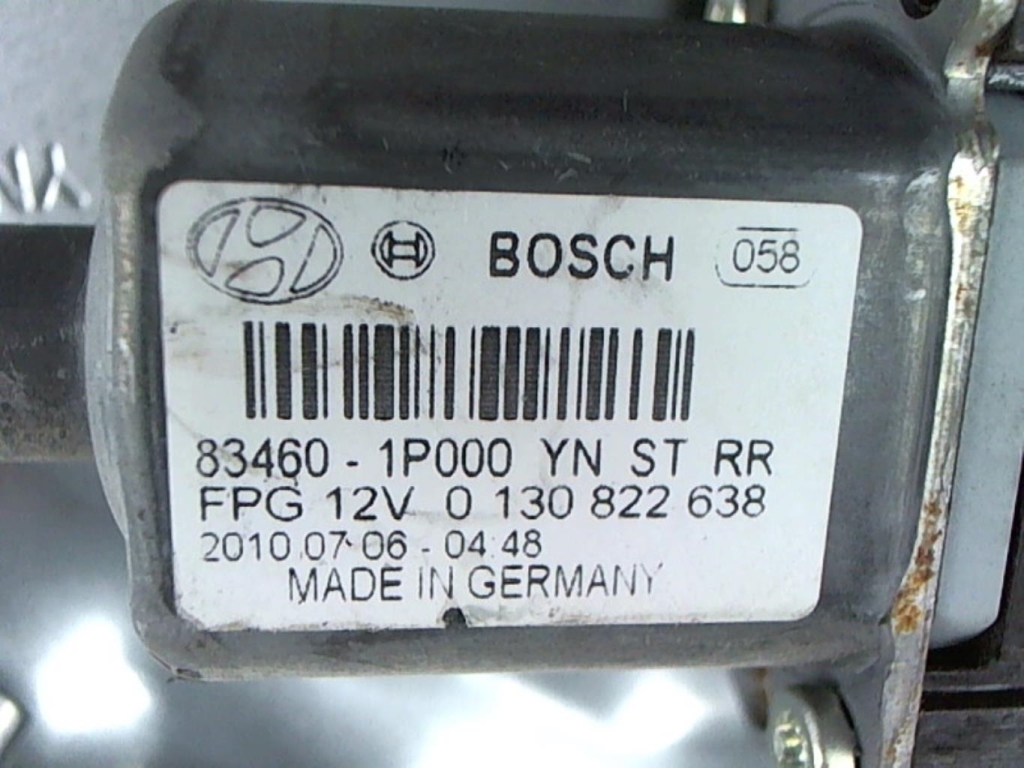 BOSCH 058
83460 - 1P000 YN ST RR
FPG 12V 0 130 822 638
2010.07.06 - 04:48
MADE IN GERMANY